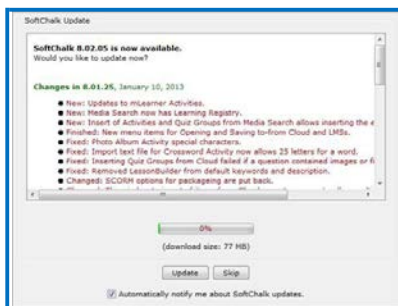 SoftChalk Update
SoftChalk 8.02.05 is now available.
Would you like to update now?
Changes in 8.01.25, January 10, 2013
New: Updates to mLearner Activities.
New: Media Search now has Learning Registry.
New: Insert of Activities and Quiz Groups from Media Search allows inserting the e
Finished: New menu items for Opening and Saving to-from Cloud and LMSs.
Fixed: Photo Album Activity special characters.
Fixed: Import text file for Crossword Activity now allows 25 letters for a word.
Fixed: Inserting Quiz Groups from Cloud failed if a question contained images or fi
Fixed: Removed LessonBuilder from default keywords and description.
Changed: SCORM options for packageing are put back.
0%
(download size: 77 MB)
Update Skip
Automatically notify me about SoftChalk updates.